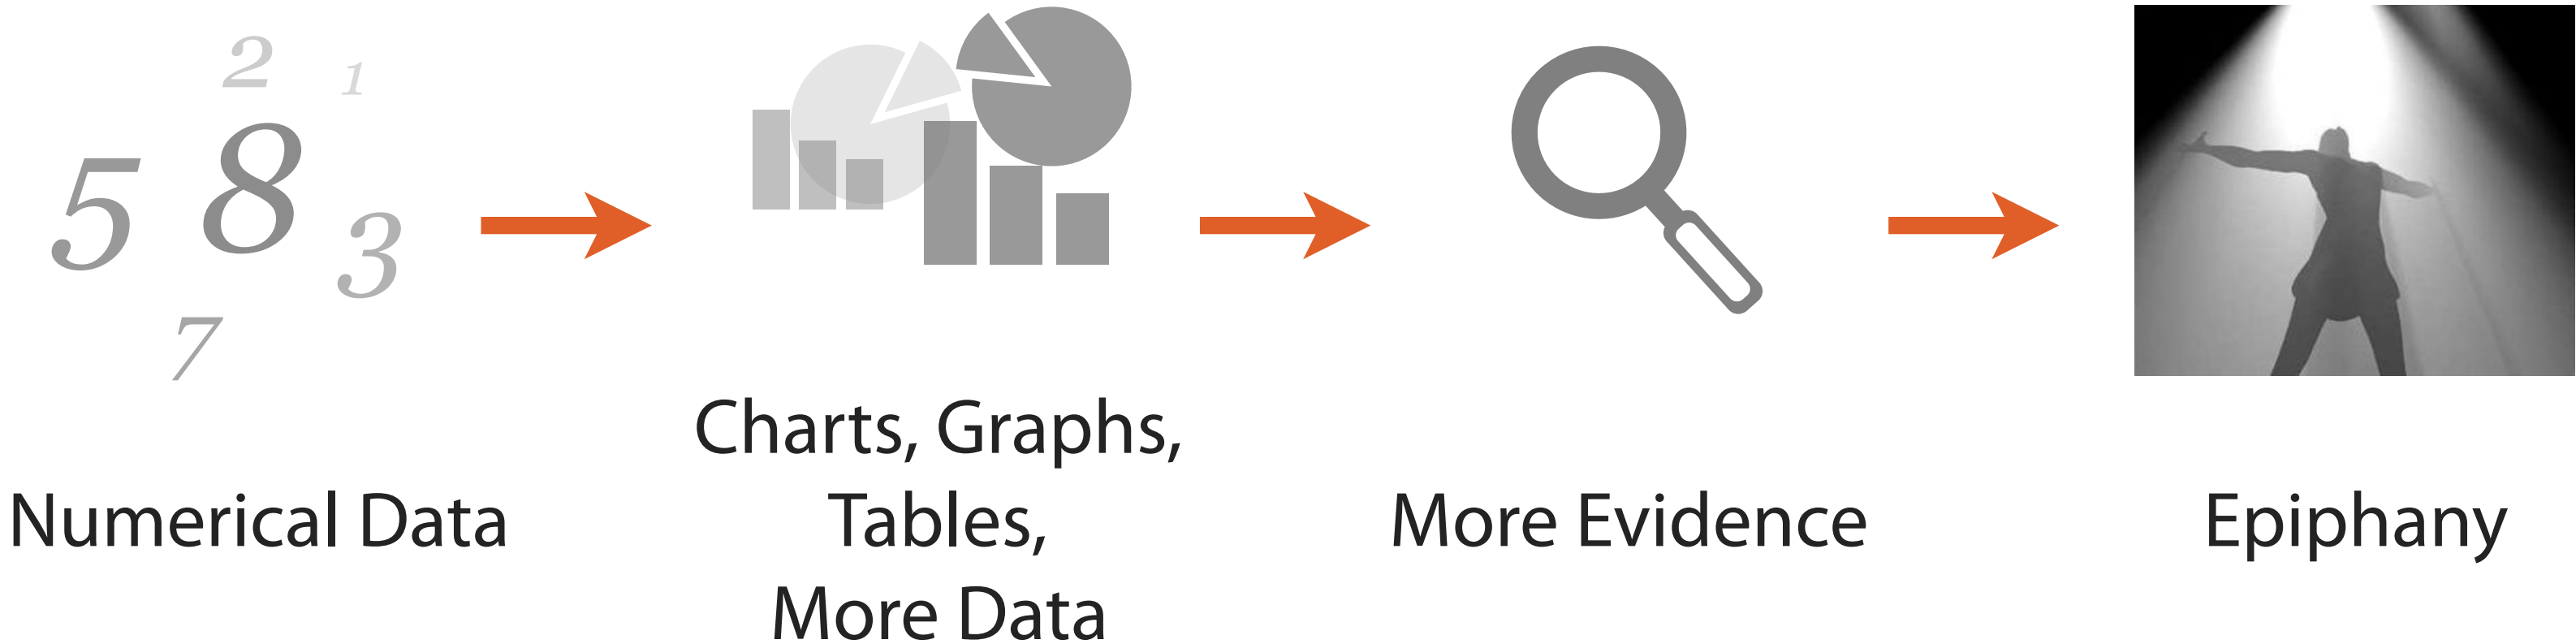 2
1
5
8
3
7
Numerical Data
Charts, Graphs,
Tables,
More Data
More Evidence
Epiphany